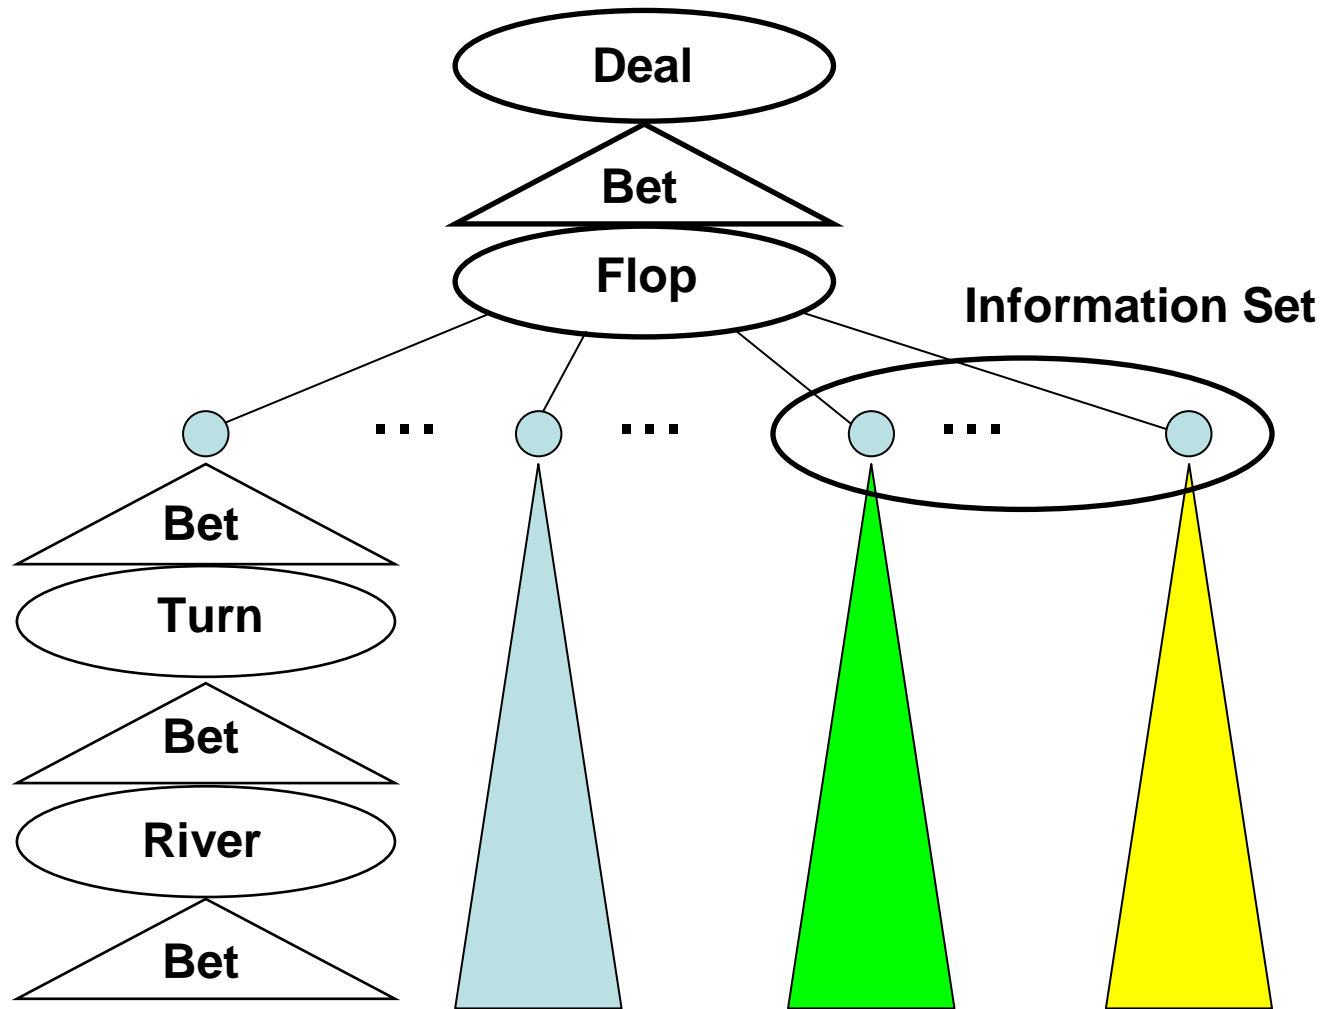 Deal
Bet
Flop
Information Set
... ... ...
Bet
Turn
Bet
River
Bet